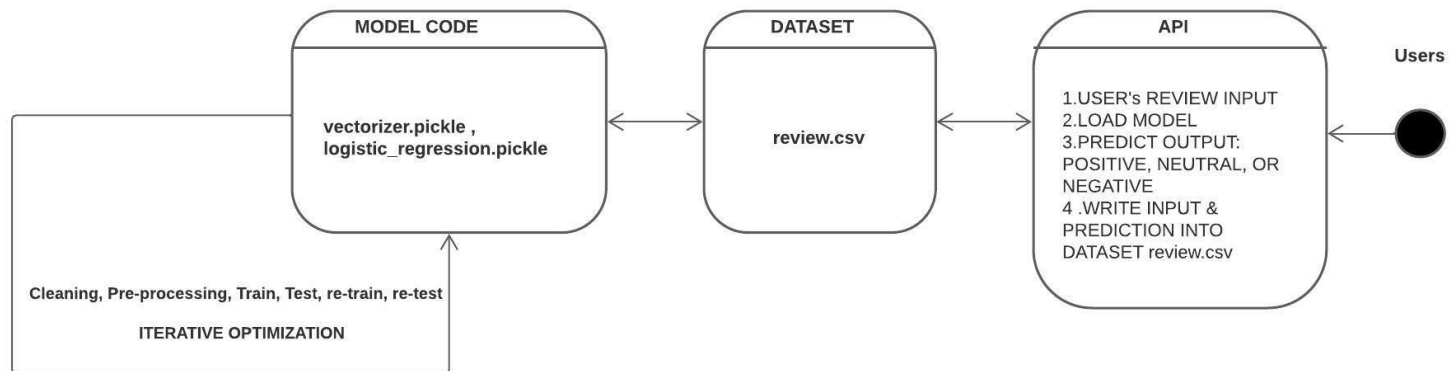 MODEL CODE
vectorizer.pickle ,
logistic_regression.pickle
Cleaning, Pre-processing, Train, Test, re-train, re-test
ITERATIVE OPTIMIZATION
DATASET
review.csv
API
1.USER's REVIEW INPUT
2.LOAD MODEL
3.PREDICT OUTPUT:
POSITIVE, NEUTRAL, OR
NEGATIVE
4 .WRITE INPUT &
PREDICTION INTO
DATASET review.csv
Users